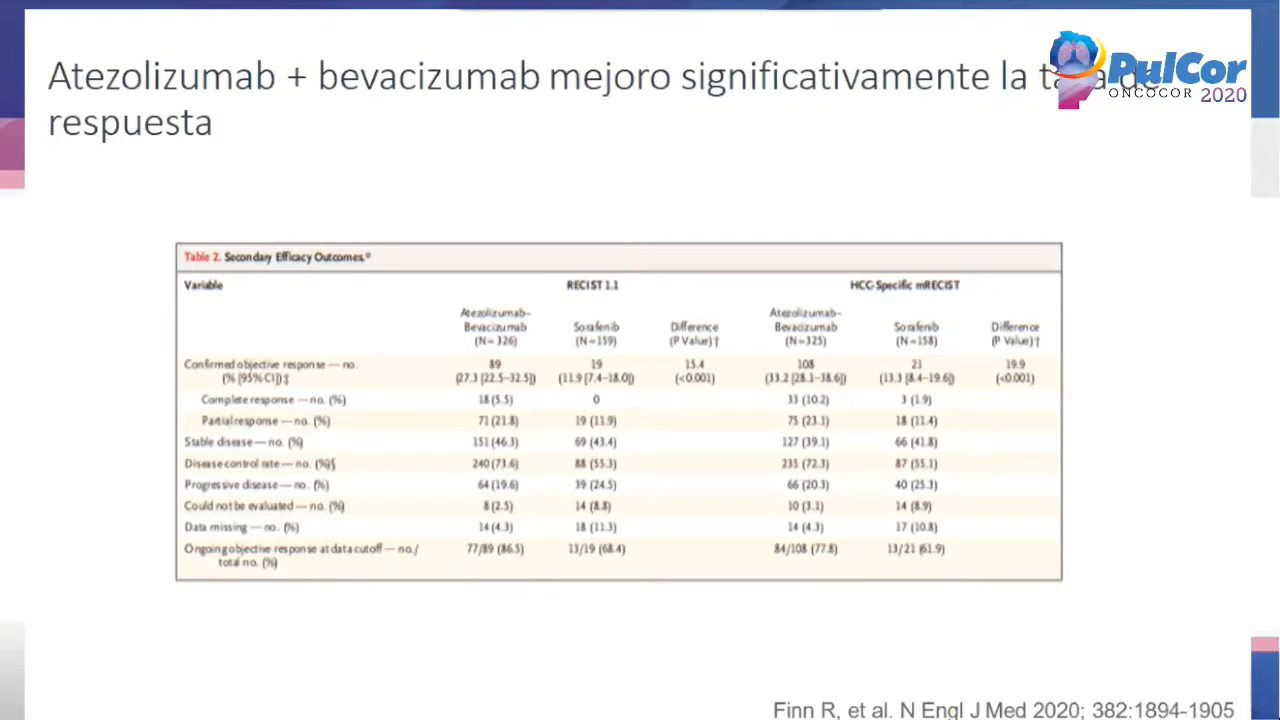 Atezolizumab + bevacizumab mejoro significativamente la
respuesta
PulCor
ONCOCOR 2020
Table 2. Secondary Efficacy Outcomes.*
Variable RECIST 1.1 HCC-Specific mRECIST
Atezolizumab– Atezolizumab–
Bevacizumab Sorafenib Difference Bevacizumab Sorafenib Difference
(N=326) (N=159) (P Value)† (N=325) (N=158) (P Value)†
Confirmed objective response — no. 89 19 15.4 108 21 19.9
(% [95% CI])‡ (27.3 [22.5–32.5]) (11.9 [7.4–18.0]) (<0.001) (33.2 [28.1–38.6]) (13.3 [8.4–19.6]) (<0.001)
Complete response — no. (%) 18 (5.5) 0 33 (10.2) 3 (1.9)
Partial response — no. (%) 71 (21.8) 19 (11.9) 75 (23.1) 18 (11.4)
Stable disease — no. (%) 151 (46.3) 69 (43.4) 127 (39.1) 66 (41.8)
Disease control rate — no. (%)§ 240 (73.6) 88 (55.3) 235 (72.3) 87 (55.1)
Progressive disease — no. (%) 64 (19.6) 39 (24.5) 66 (20.3) 40 (25.3)
Could not be evaluated — no. (%) 8 (2.5) 14 (8.8) 10 (3.1) 14 (8.9)
Data missing — no. (%) 14 (4.3) 18 (11.3) 14 (4.3) 17 (10.8)
Ongoing objective response at data cutoff — no./ 77/89 (86.5) 13/19 (68.4) 84/108 (77.8) 13/21 (61.9)
total no. (%)
Finn R, et al. N Engl J Med 2020; 382:1894-1905